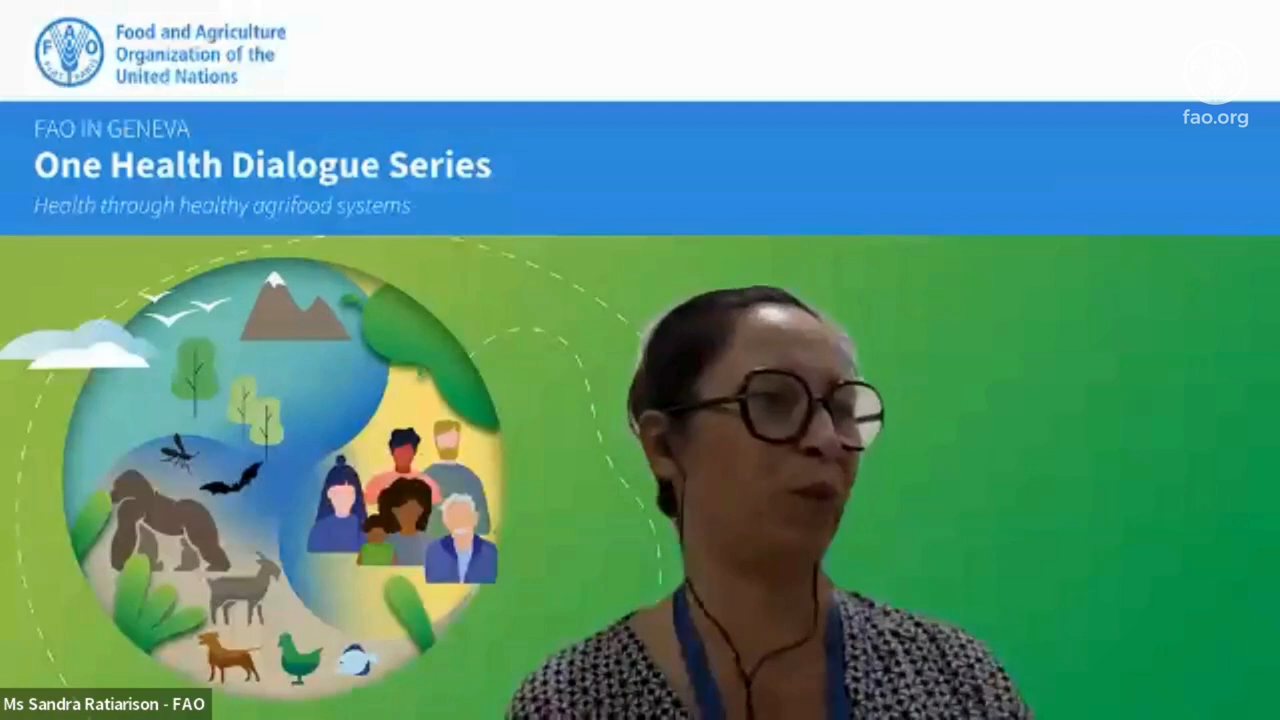 Food and Agriculture
Organization of the
United Nations
FAO
fao.org
FAO IN GENEVA
One Health Dialogue Series
Health through healthy agrifood systems
Ms Sandra Ratiarison - FAO